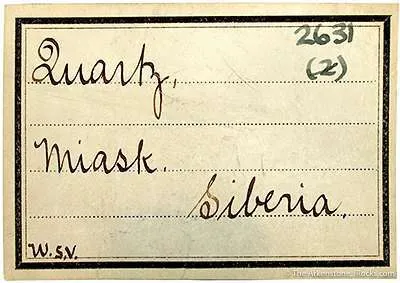 2631
(2)
Quartz,
Miask.
Siberia.
W.S.V.